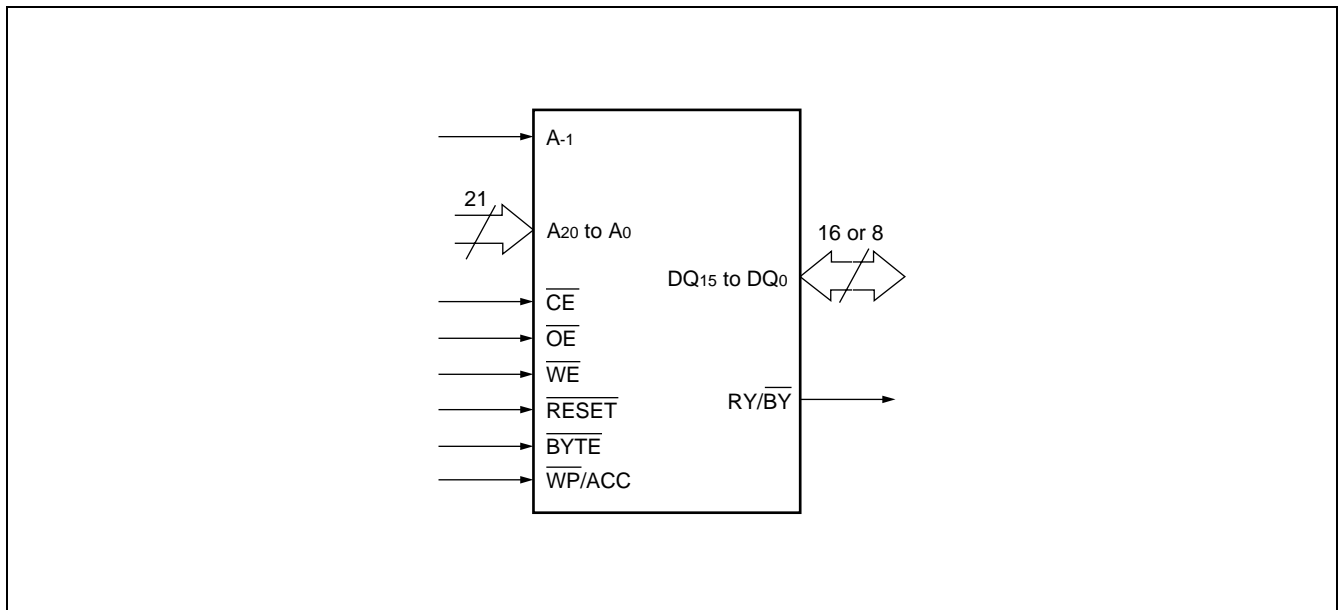 A-1
21
A20 to A0
16 or 8
DQ15 to DQ0
CE
OE
WE
RY/BY
RESET
BYTE
WP/ACC